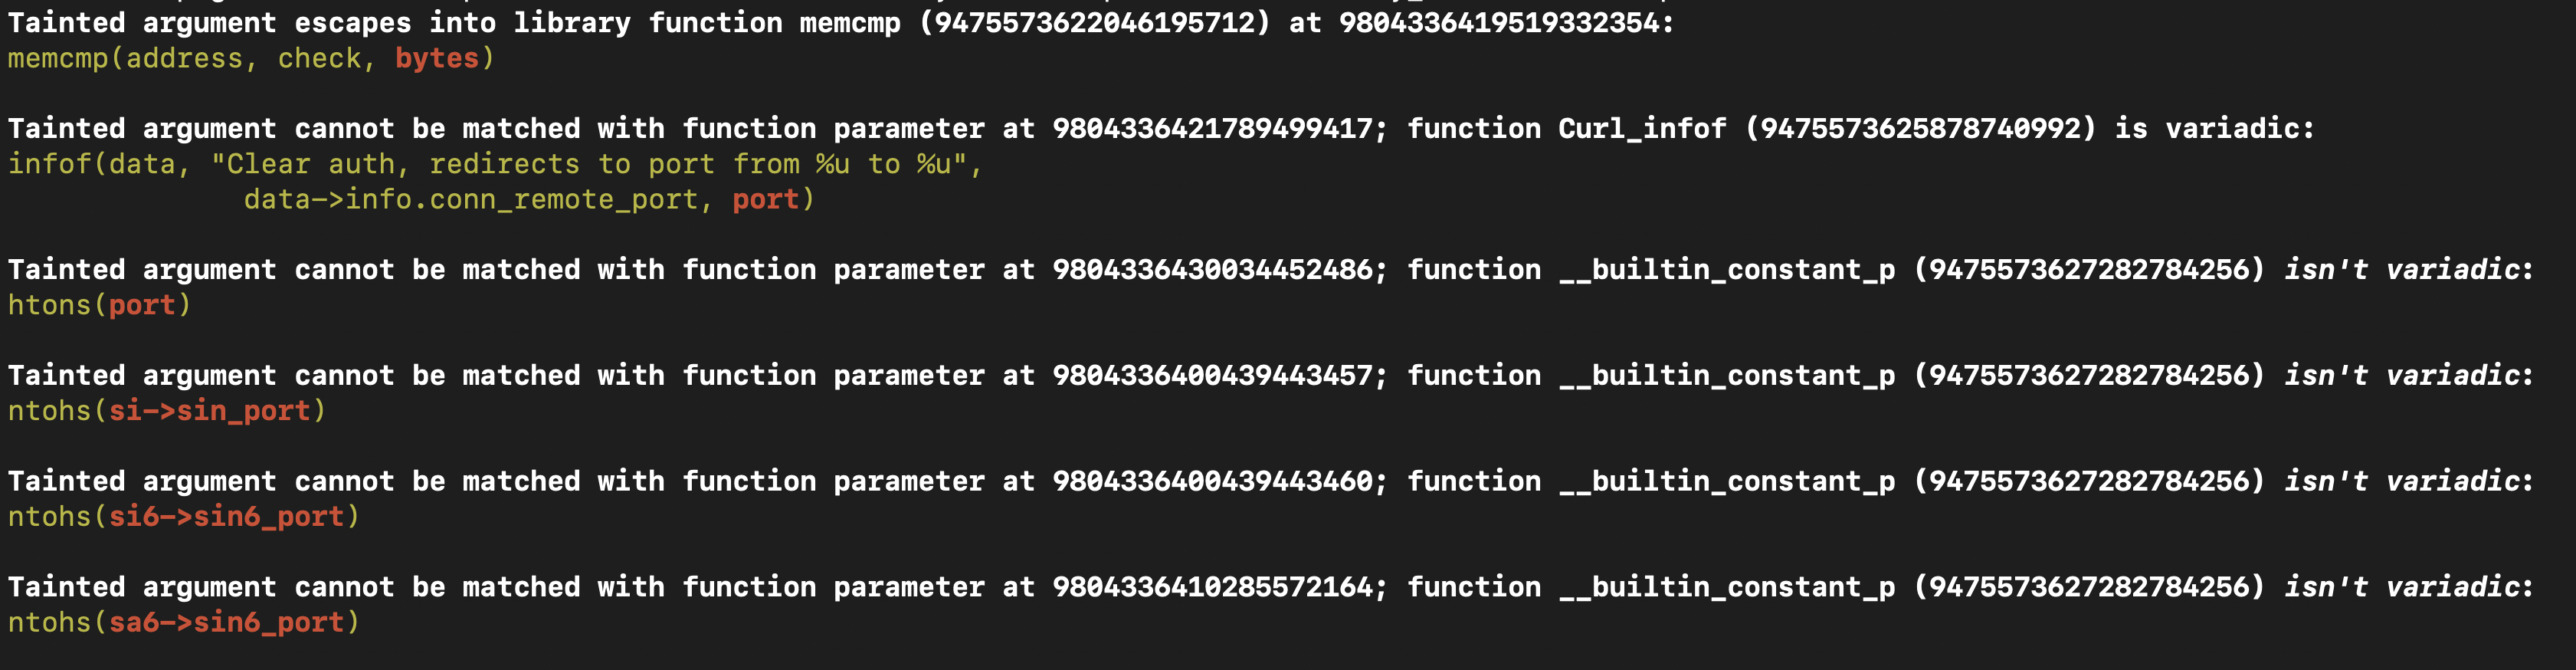 Tainted argument escapes into library function memcmp (9475573622046195712) at 9804336419519332354:
memcmp(address, check, bytes)
Tainted argument cannot be matched with function parameter at 9804336421789499417; function Curl_infof (9475573625878740992) is variadic:
infof(data, "Clear auth, redirects to port from %u to %u",
data->info.conn_remote_port, port)
Tainted argument cannot be matched with function parameter at 9804336430034452486; function __builtin_constant_p (9475573627282784256) isn't variadic:
htons(port)
Tainted argument cannot be matched with function parameter at 9804336400439443457; function __builtin_constant_p (9475573627282784256) isn't variadic:
ntohs(si->sin_port)
Tainted argument cannot be matched with function parameter at 9804336400439443460; function __builtin_constant_p (9475573627282784256) isn't variadic:
ntohs(si6->sin6_port)
Tainted argument cannot be matched with function parameter at 9804336410285572164; function __builtin_constant_p (9475573627282784256) isn't variadic:
ntohs(sa6->sin6_port)